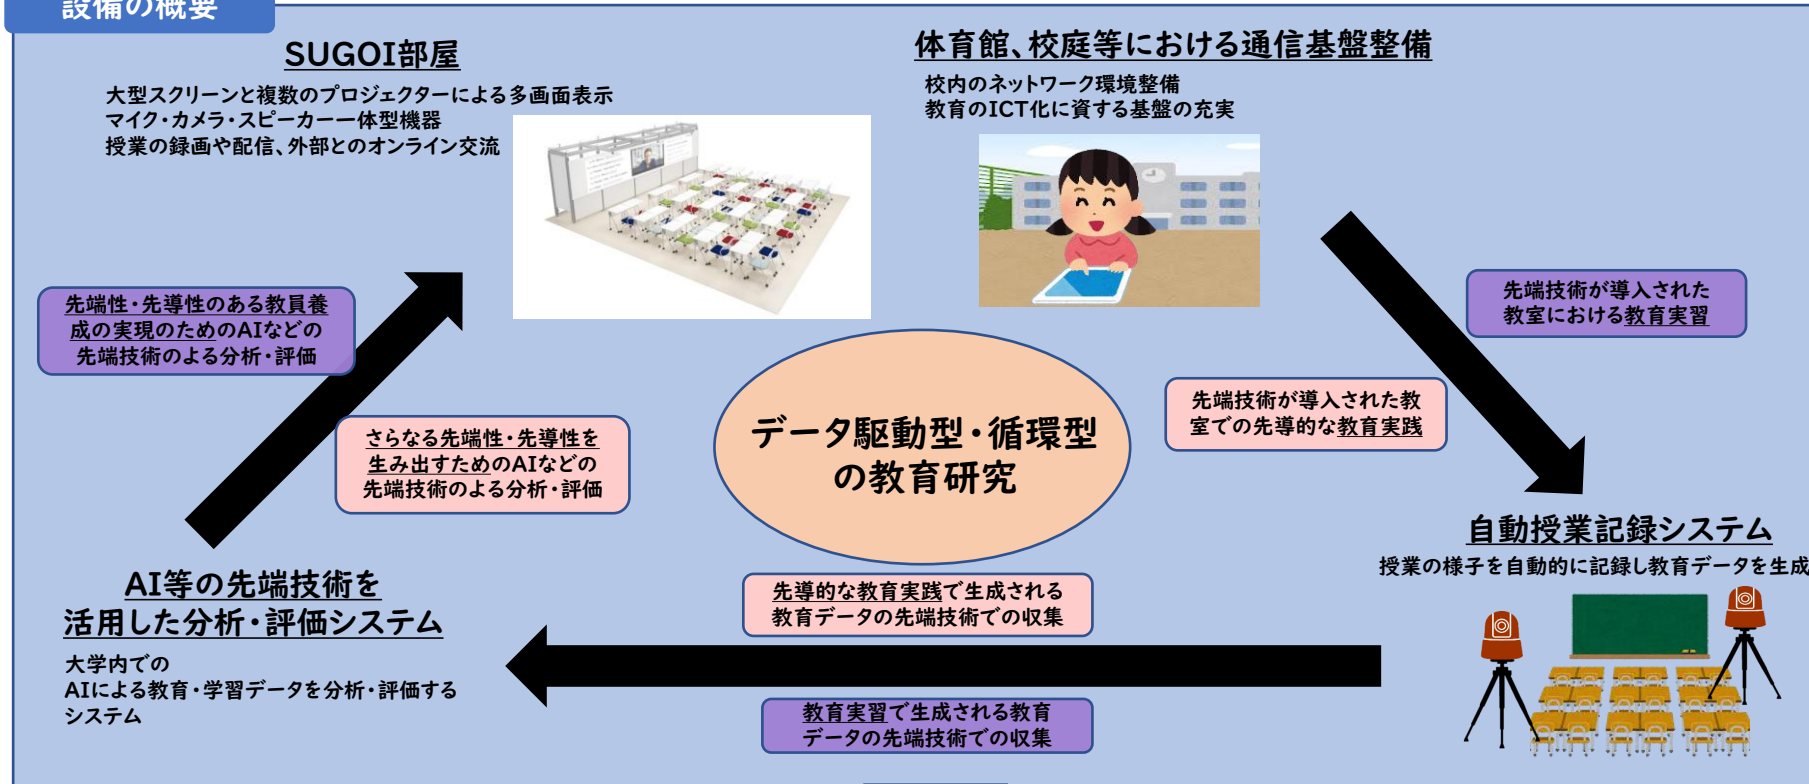 設備の概要
SUGOI部屋
大型スクリーンと複数のプロジェクターによる多画面表示
マイク・カメラ・スピーカー一体型機器
授業の録画や配信、外部とのオンライン交流
体育館、校庭等における通信基盤整備
校内のネットワーク環境整備
教育のICT化に資する基盤の充実
先端性・先導性のある教員養
成の実現のためのAIなどの
先端技術のよる分析・評価
さらなる先端性・先導性を
生み出すためのAIなどの
先端技術のよる分析・評価
データ駆動型・循環型
の教育研究
先端技術が導入された
教室における教育実習
先端技術が導入された教
室での先導的な教育実践
自動授業記録システム
授業の様子を自動的に記録し教育データを生成
AI等の先端技術を
活用した分析・評価システム
大学内での
AIによる教育・学習データを分析・評価する
システム
先導的な教育実践で生成される
教育データの先端技術での収集
教育実習で生成される教育
データの先端技術での収集